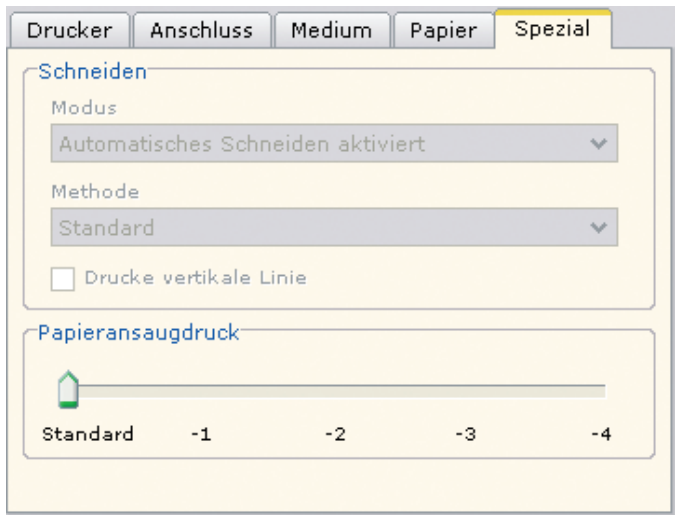 Drucker Anschluss Medium Papier Spezial
Schneiden
Modus
Automatisches Schneiden aktiviert
Methode
Standard
Drucke vertikale Linie
Papieransaugdruck
Standard -1 -2 -3 -4